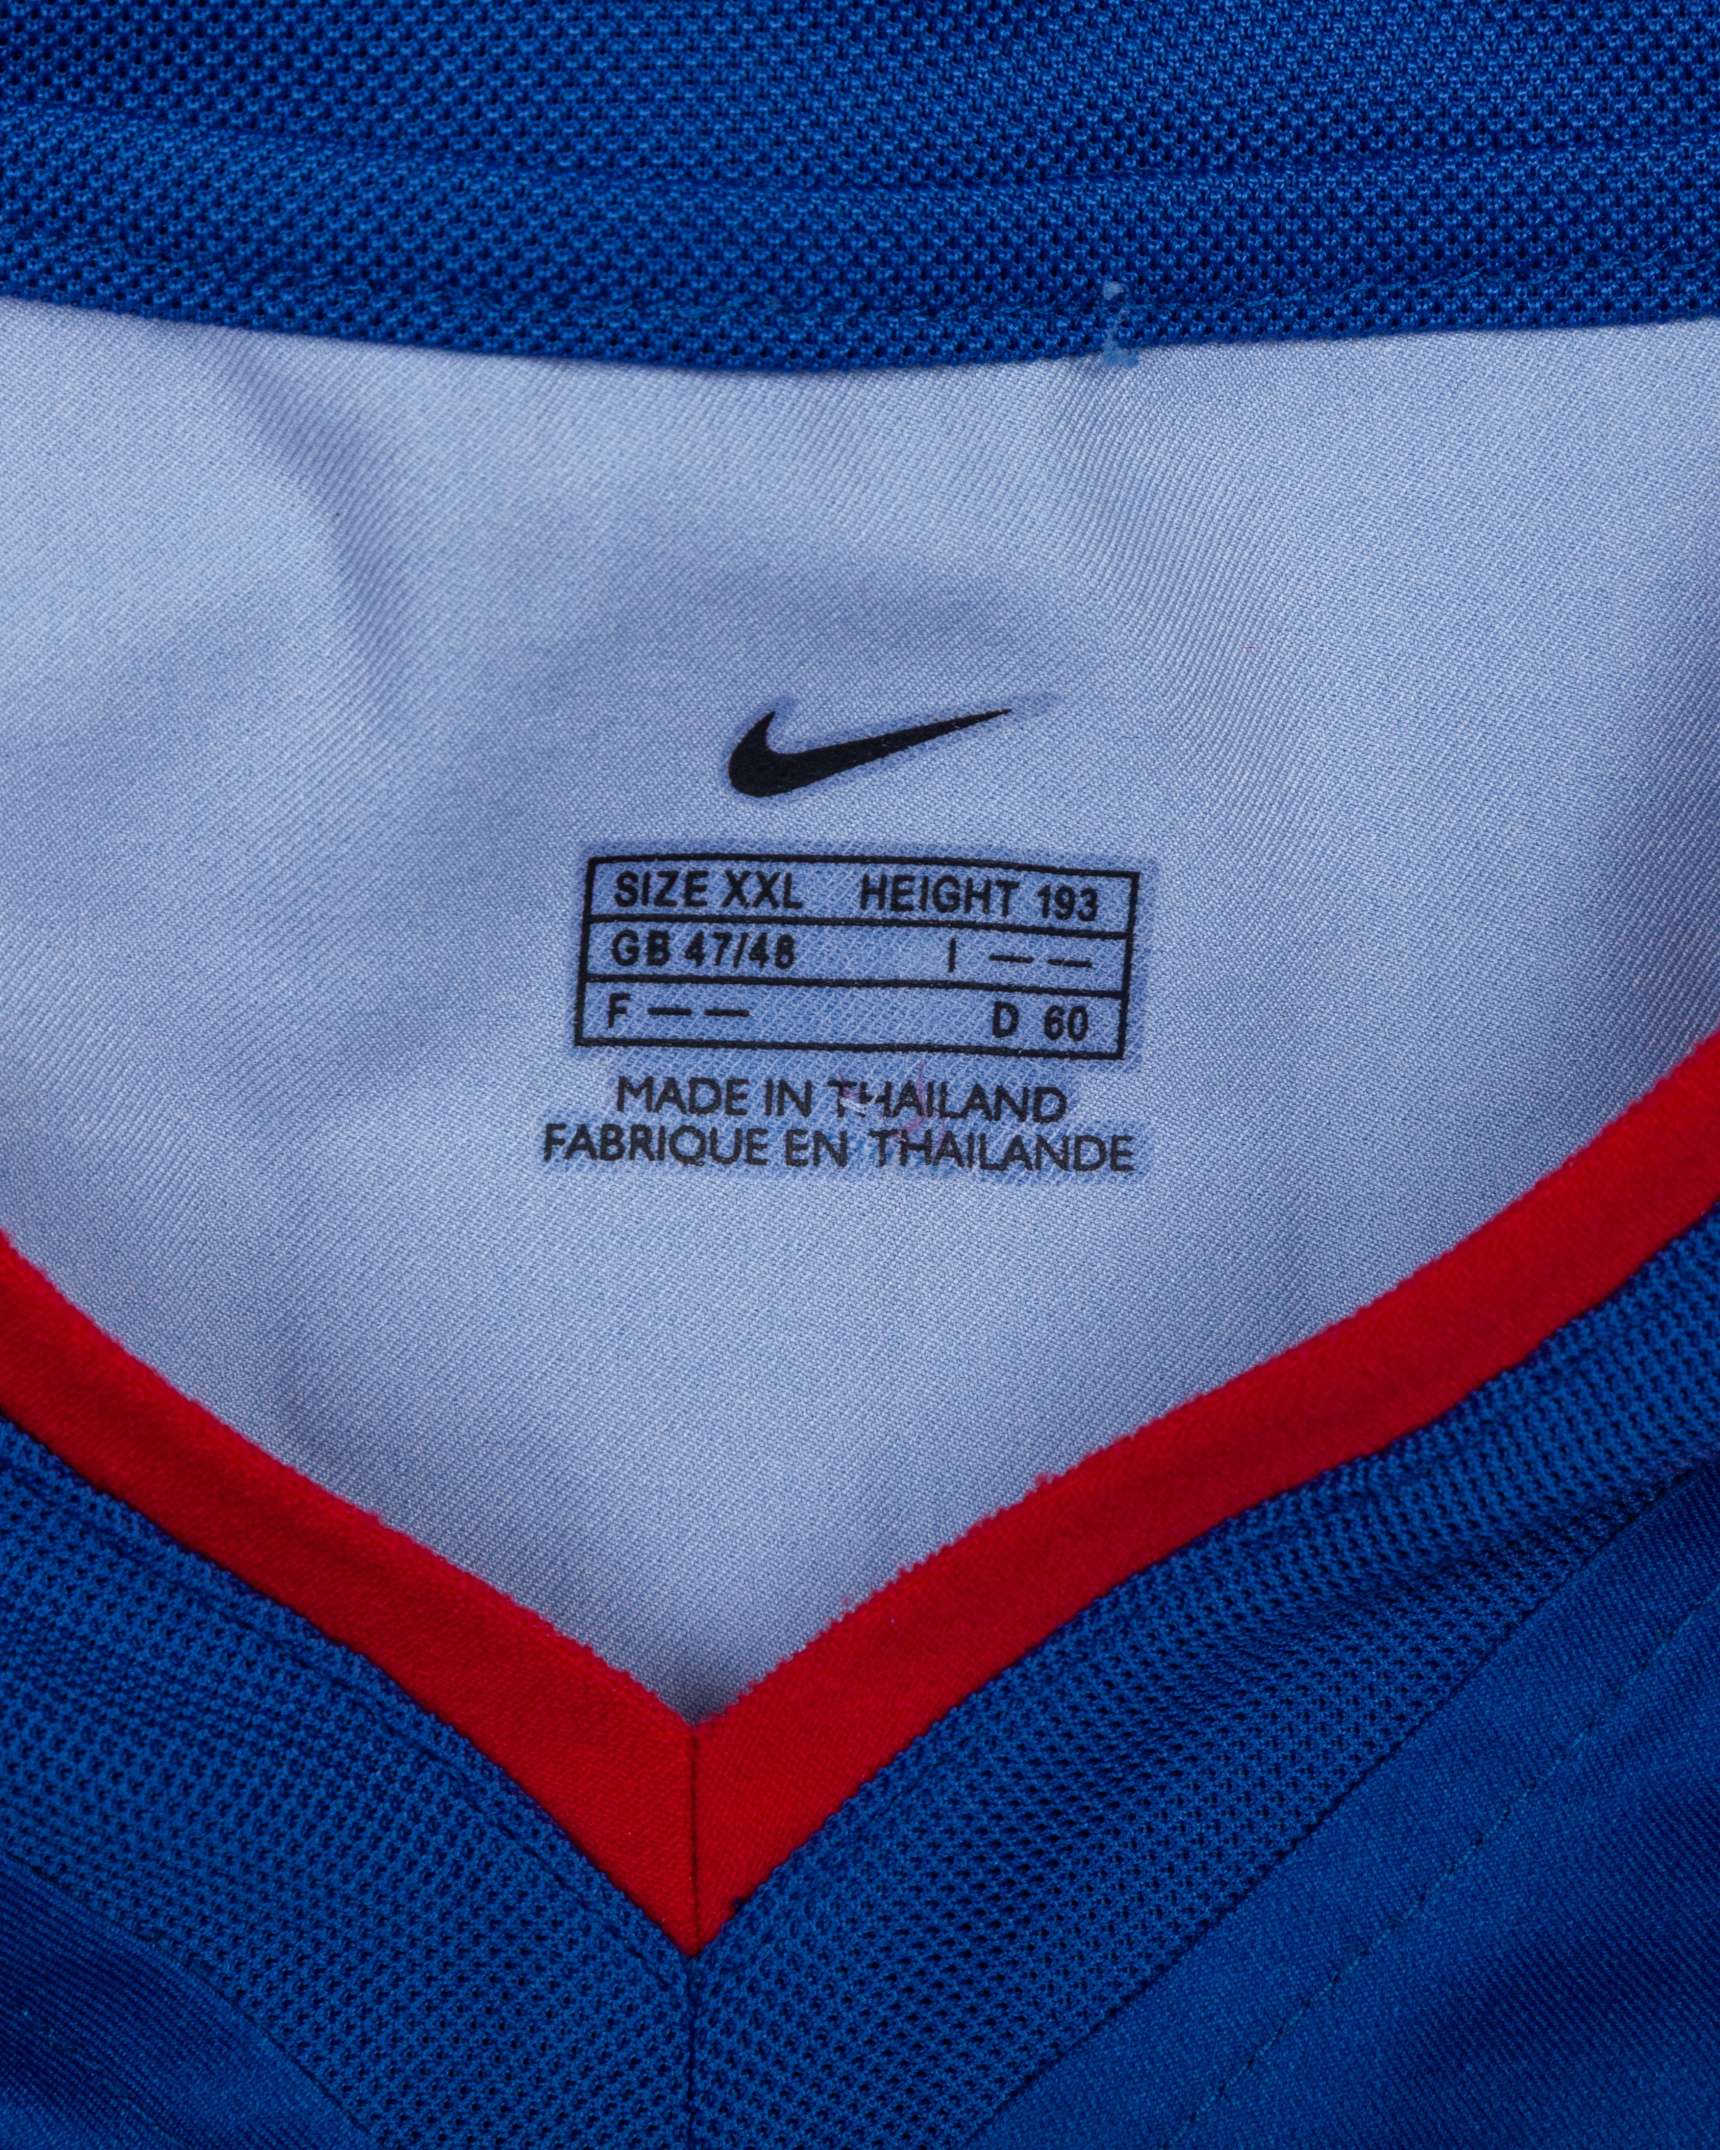 SIZE XXL HEIGHT 193
GB 47/48 I — —
F — — D 60
MADE IN THAILAND
FABRIQUE EN THAILANDE